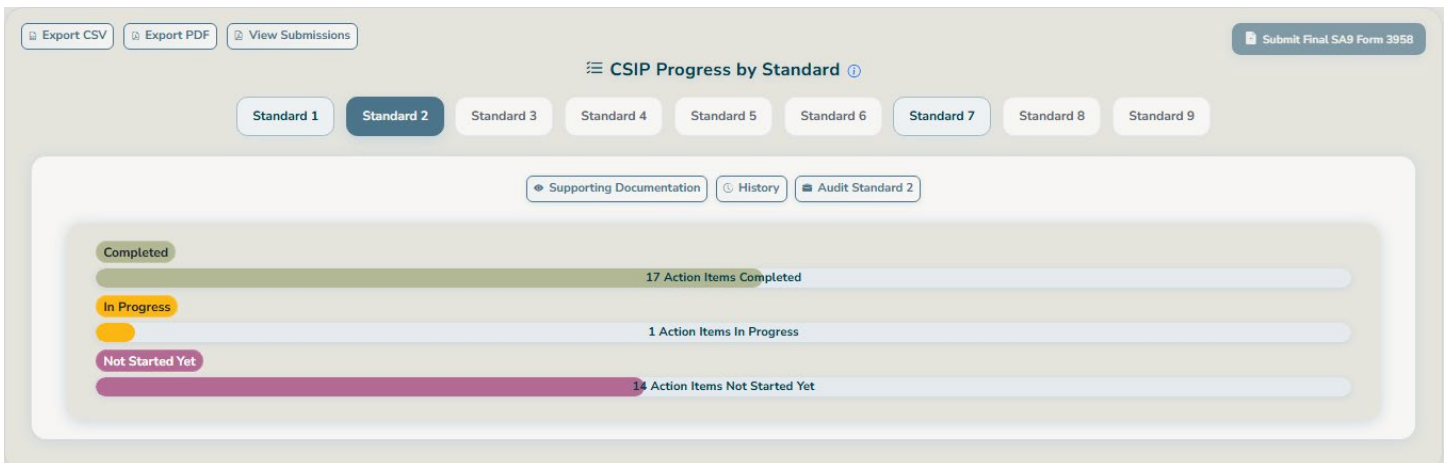 Export CSV
Export PDF
View Submissions
Submit Final SA9 Form 3958
CSIP Progress by Standard
Standard 1
Standard 2
Standard 3
Standard 4
Standard 5
Standard 6
Standard 7
Standard 8
Standard 9
Supporting Documentation
History
Audit Standard 2
Completed
17 Action Items Completed
In Progress
1 Action Items In Progress
Not Started Yet
14 Action Items Not Started Yet